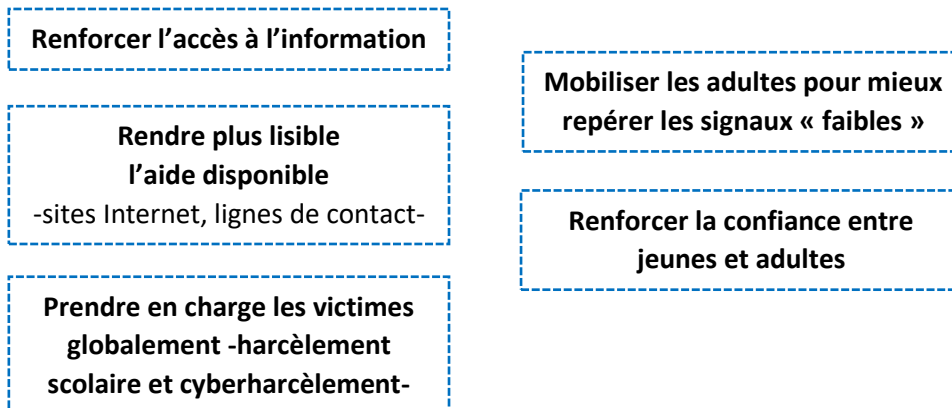 Renforcer l’accès à l’information
Rendre plus lisible
l’aide disponible
-sites Internet, lignes de contact-
Prendre en charge les victimes
globalement -harcèlement
scolaire et cyberharcèlement-
Mobiliser les adultes pour mieux
repérer les signaux « faibles »
Renforcer la confiance entre
jeunes et adultes